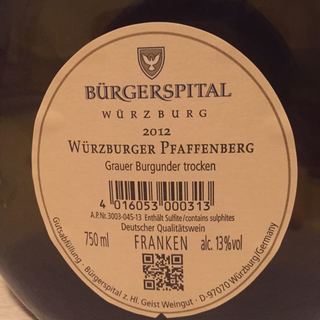 BÜRGERSPITAL
WÜRZBURG
2012
WÜRZBURGER PFAFFENBERG
Grauer Burgunder trocken
4 016053 000313
A.P.Nr. 3003-045-13 Enthält Sulfite/contains sulphites
Deutscher Qualitätswein
750 ml FRANKEN alc. 13%vol
Gutsabfüllung · Bürgerspital z. Hl. Geist Weingut · D-97070 Würzburg/Germany